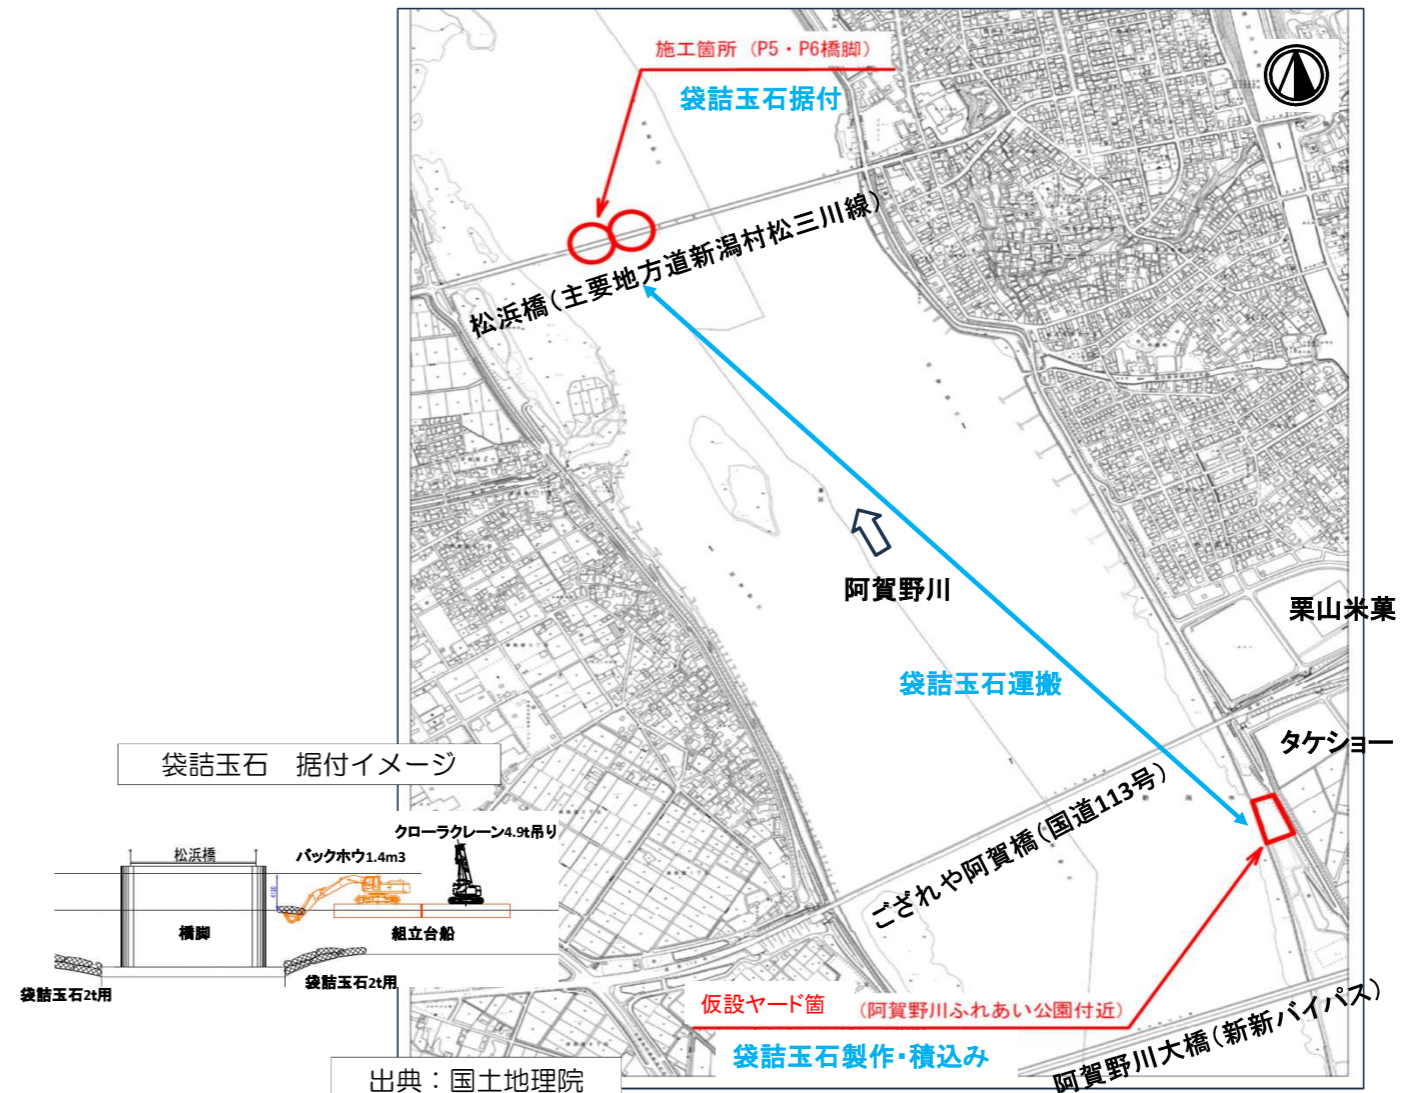 施工箇所（P5・P6橋脚）
袋詰玉石据付
松浜橋（主要地方道新潟村松三川線）
阿賀野川
栗山米菓
袋詰玉石運搬
タケショー
ござれや阿賀橋（国道113号）
仮設ヤード箇　（阿賀野川ふれあい公園付近）
袋詰玉石製作・積込み
阿賀野川大橋（新新バイパス）
袋詰玉石　据付イメージ
クローラクレーン4.9t吊り
松浜橋
バックホウ1.4m3
4120
橋脚
組立台船
袋詰玉石2t用
袋詰玉石2t用
出典：国土地理院